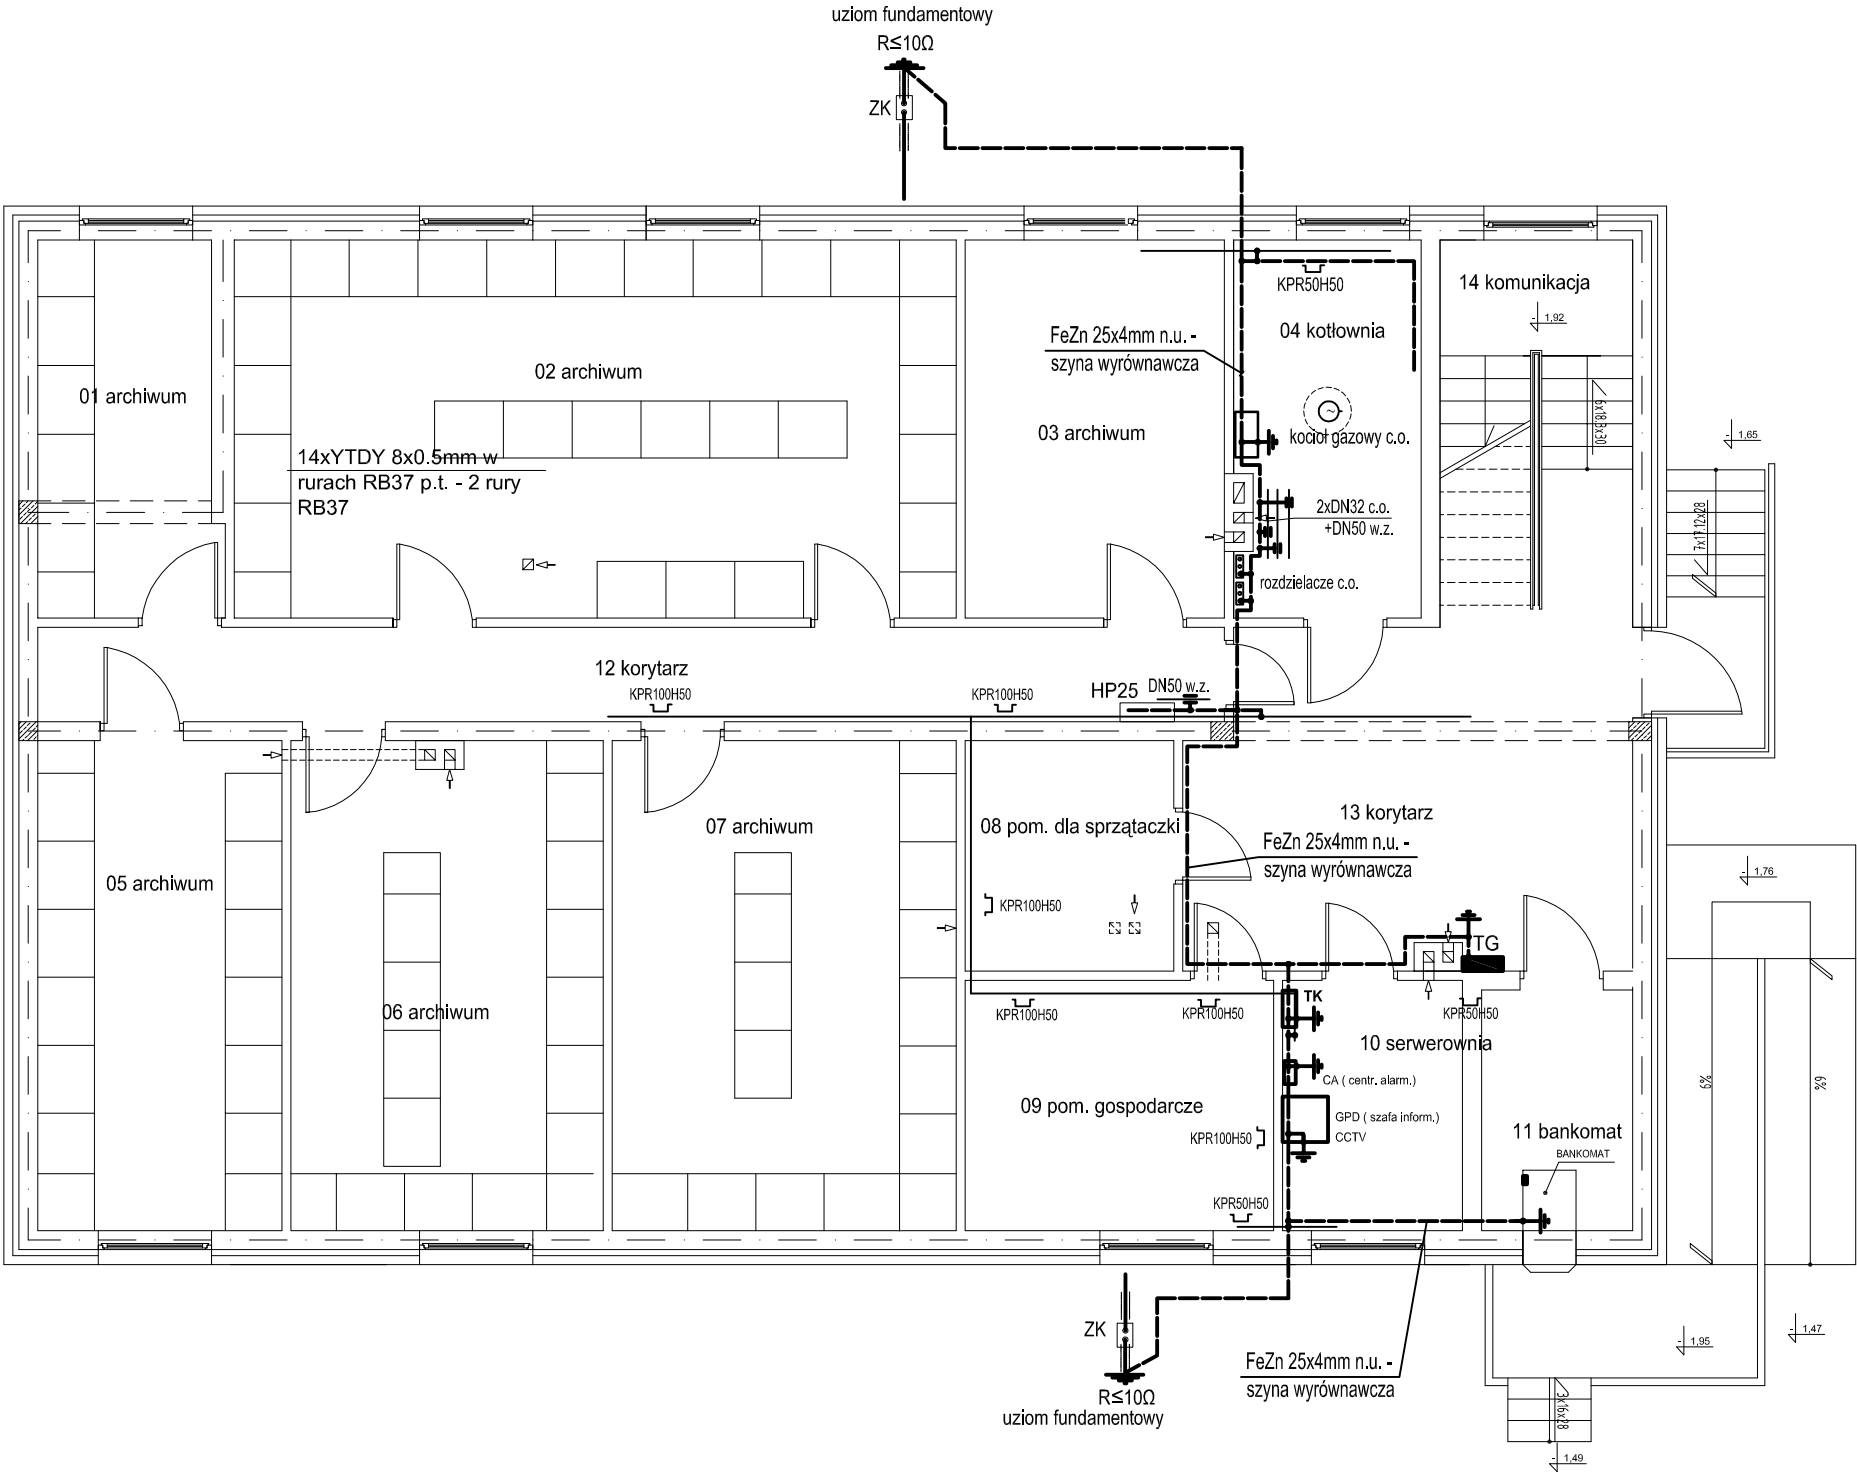 uziom fundamentowy
R≤10Ω
ZK
KPR50H50
14 komunikacja
- 1,92
04 kotłownia
FeZn 25x4mm n.u. -
szyna wyrównawcza
02 archiwum
01 archiwum
03 archiwum
kocioł gazowy c.o.
6x18.8x30
- 1,65
14xYTDY 8x0.5mm w
rurach RB37 p.t. - 2 rury
RB37
2xDN32 c.o.
+DN50 w.z.
7x17.12x28
rozdzielacze c.o.
12 korytarz
KPR100H50
KPR100H50
HP25
DN50 w.z.
07 archiwum
08 pom. dla sprzątaczki
13 korytarz
FeZn 25x4mm n.u. -
szyna wyrównawcza
05 archiwum
- 1,76
KPR100H50
TG
06 archiwum
KPR100H50
KPR100H50
TK
KPR50H50
10 serwerownia
CA ( centr. alarm.)
6%
6%
09 pom. gospodarcze
GPD ( szafa inform.)
CCTV
KPR100H50
11 bankomat
BANKOMAT
KPR50H50
ZK
- 1,95
- 1,47
FeZn 25x4mm n.u. -
szyna wyrównawcza
R≤10Ω
uziom fundamentowy
3x16x28
- 1,49